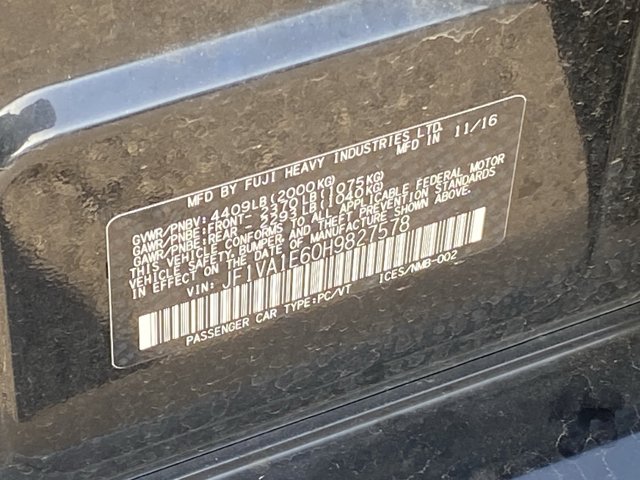 MFD BY FUJI HEAVY INDUSTRIES LTD.
MFD IN 11/16
GVWR/PNBV: 4409LB(2000KG)
GAWR/PNBE:FRONT- 2370LB(1075KG)
GAWR/PNBE:REAR - 2293LB(1040KG)
THIS VEHICLE CONFORMS TO ALL APPLICABLE FEDERAL MOTOR
VEHICLE SAFETY,BUMPER,AND THEFT PREVENTION STANDARDS
IN EFFECT ON THE DATE OF MANUFACTURE SHOWN ABOVE.
VIN: JF1VA1E60H9827578
PASSENGER CAR TYPE:PC/VT ICES/NMB-002